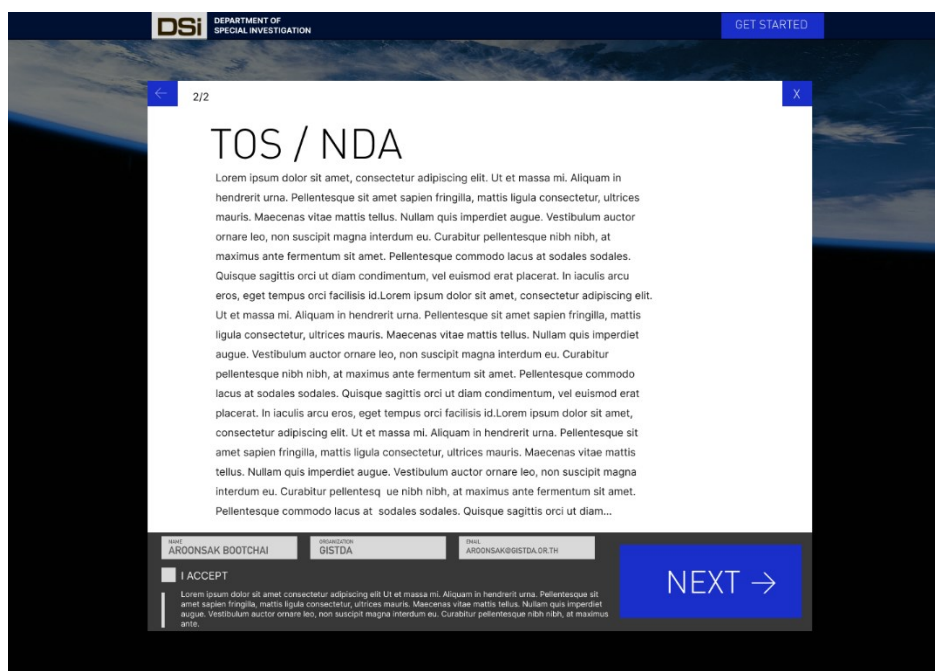 DSi
DEPARTMENT OF
SPECIAL INVESTIGATION
GET STARTED
←
2/2
X
TOS / NDA
Lorem ipsum dolor sit amet, consectetur adipiscing elit. Ut et massa mi. Aliquam in
hendrerit urna. Pellentesque sit amet sapien fringilla, mattis ligula consectetur, ultrices
mauris. Maecenas vitae mattis tellus. Nullam quis imperdiet augue. Vestibulum auctor
ornare leo, non suscipit magna interdum eu. Curabitur pellentesque nibh nibh, at
maximus ante fermentum sit amet. Pellentesque commodo lacus at sodales sodales.
Quisque sagittis orci ut diam condimentum, vel euismod erat placerat. In iaculis arcu
eros, eget tempus orci facilisis id.Lorem ipsum dolor sit amet, consectetur adipiscing elit.
Ut et massa mi. Aliquam in hendrerit urna. Pellentesque sit amet sapien fringilla, mattis
ligula consectetur, ultrices mauris. Maecenas vitae mattis tellus. Nullam quis imperdiet
augue. Vestibulum auctor ornare leo, non suscipit magna interdum eu. Curabitur
pellentesque nibh nibh, at maximus ante fermentum sit amet. Pellentesque commodo
lacus at sodales sodales. Quisque sagittis orci ut diam condimentum, vel euismod erat
placerat. In iaculis arcu eros, eget tempus orci facilisis id.Lorem ipsum dolor sit amet,
consectetur adipiscing elit. Ut et massa mi. Aliquam in hendrerit urna. Pellentesque sit
amet sapien fringilla, mattis ligula consectetur, ultrices mauris. Maecenas vitae mattis
tellus. Nullam quis imperdiet augue. Vestibulum auctor ornare leo, non suscipit magna
interdum eu. Curabitur pellentesq ue nibh nibh, at maximus ante fermentum sit amet.
Pellentesque commodo lacus at sodales sodales. Quisque sagittis orci ut diam...
NAME
AROONSAK BOOTCHAI
ORGANIZATION
GISTDA
EMAIL
AROONSAK@GISTDA.OR.TH
I ACCEPT
Lorem ipsum dolor sit amet consectetur adipiscing elit Ut et massa mi. Aliquam in hendrerit urna. Pellentesque sit
amet sapien fringilla, mattis ligula consectetur, ultrices mauris. Maecenas vitae mattis tellus. Nullam quis imperdiet
augue. Vestibulum auctor ornare leo, non suscipit magna interdum eu. Curabitur pellentesque nibh nibh, at maximus
ante.
NEXT →